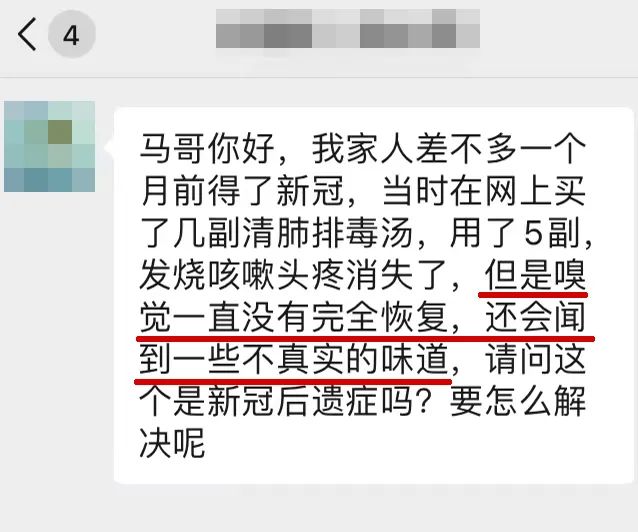 4
马哥你好，我家人差不多一个
月前得了新冠，当时在网上买
了几副清肺排毒汤，用了5副，
发烧咳嗽头疼消失了，但是嗅
觉一直没有完全恢复，还会闻
到一些不真实的味道，请问这
个是新冠后遗症吗？要怎么解
决呢